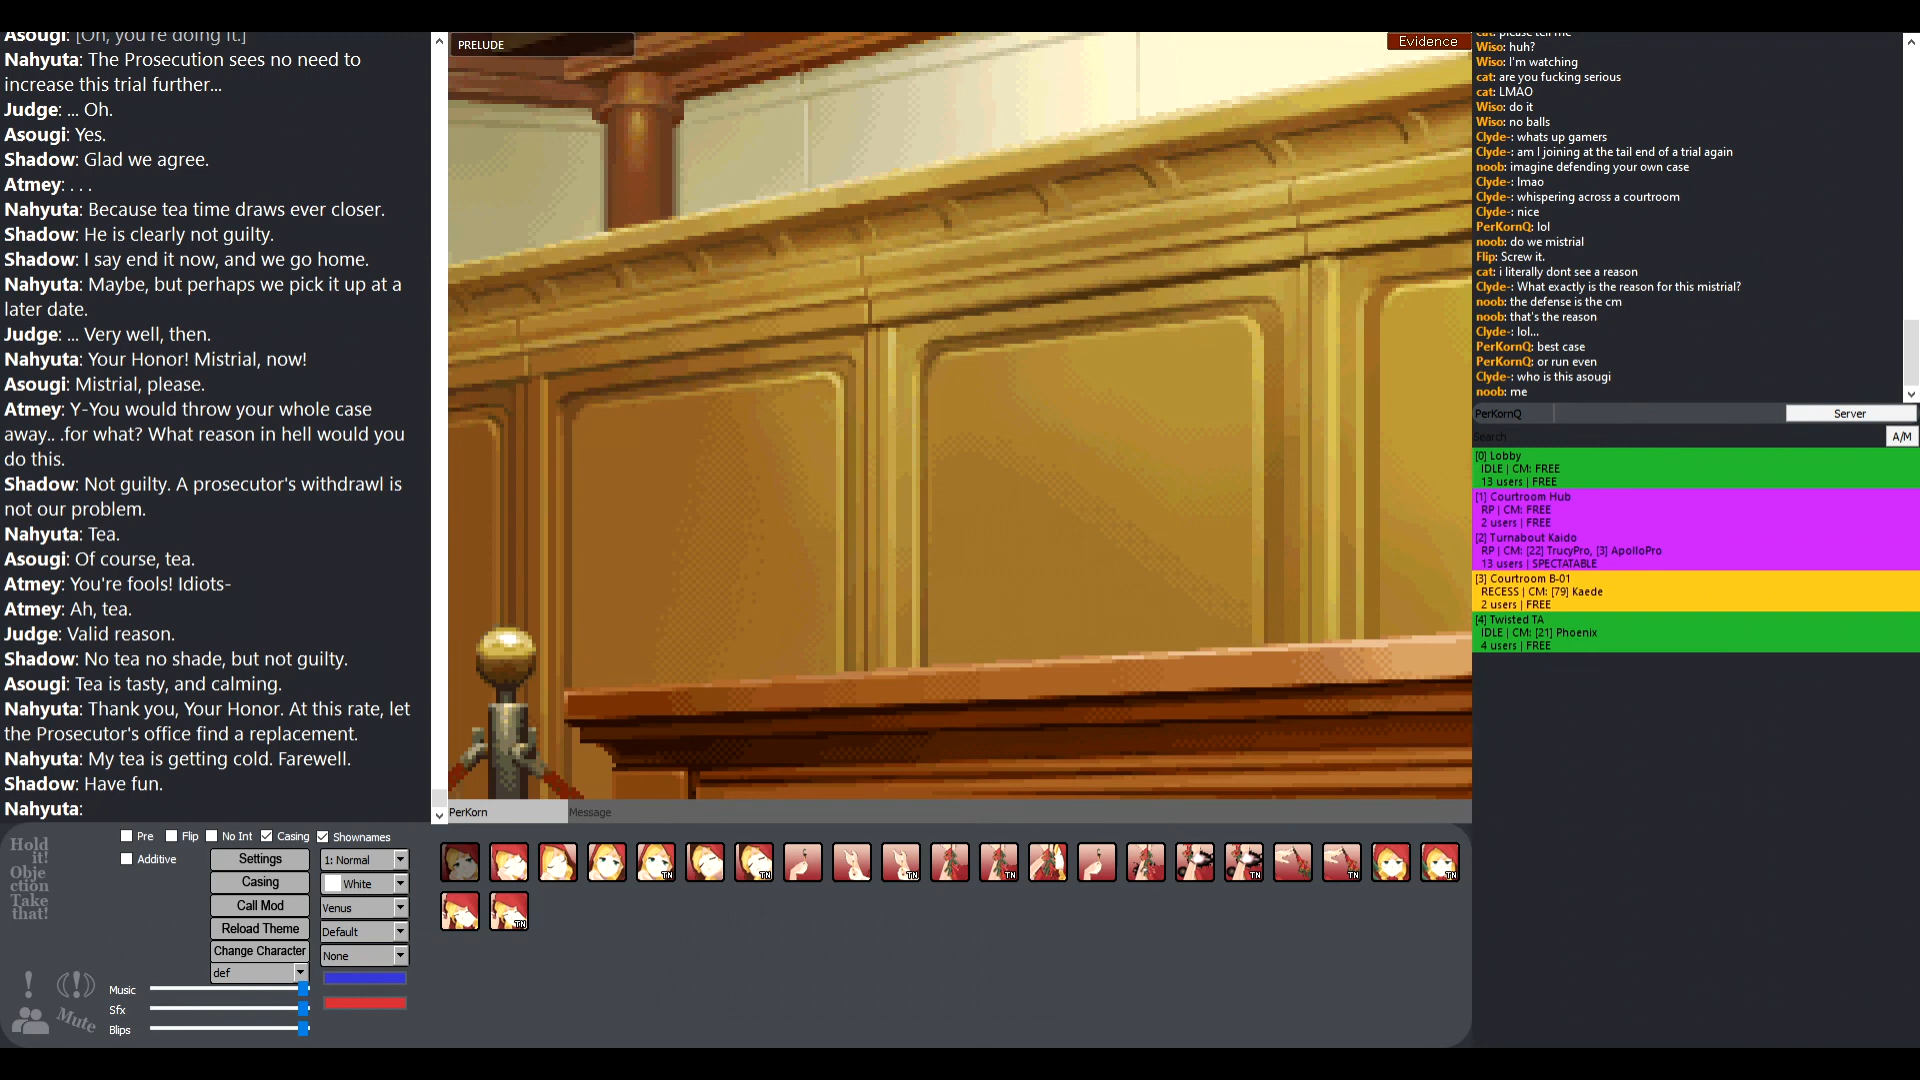 Asougi: [Oh, you're doing it.]
Nahyuta: The Prosecution sees no need to
increase this trial further...
Judge: ... Oh.
Asougi: Yes.
Shadow: Glad we agree.
Atmey: . . .
Nahyuta: Because tea time draws ever closer.
Shadow: He is clearly not guilty.
Shadow: I say end it now, and we go home.
Nahyuta: Maybe, but perhaps we pick it up at a
later date.
Judge: ... Very well, then.
Nahyuta: Your Honor! Mistrial, now!
Asougi: Mistrial, please.
Atmey: Y-You would throw your whole case
away.. .for what? What reason in hell would you
do this.
Shadow: Not guilty. A prosecutor's withdrawl is
not our problem.
Nahyuta: Tea.
Asougi: Of course, tea.
Atmey: You're fools! Idiots-
Atmey: Ah, tea.
Judge: Valid reason.
Shadow: No tea no shade, but not guilty.
Asougi: Tea is tasty, and calming.
Nahyuta: Thank you, Your Honor. At this rate, let
the Prosecutor's office find a replacement.
Nahyuta: My tea is getting cold. Farewell.
Shadow: Have fun.
Nahyuta:
PRELUDE
Evidence
PerKorn
Message
cat: please tell me
Wiso: huh?
Wiso: I'm watching
cat: are you fucking serious
cat: LMAO
Wiso: do it
Wiso: no balls
Clyde-: whats up gamers
Clyde-: am I joining at the tail end of a trial again
noob: imagine defending your own case
Clyde-: lmao
Clyde-: whispering across a courtroom
Clyde-: nice
PerKornQ: lol
noob: do we mistrial
Flip: Screw it.
cat: i literally dont see a reason
Clyde-: What exactly is the reason for this mistrial?
noob: the defense is the cm
noob: that's the reason
Clyde-: lol...
PerKornQ: best case
PerKornQ: or run even
Clyde-: who is this asougi
noob: me
PerKornQ
Server
Search
A/M
[0] Lobby
IDLE | CM: FREE
13 users | FREE
[1] Courtroom Hub
RP | CM: FREE
2 users | FREE
[2] Turnabout Kaido
RP | CM: [22] TrucyPro, [3] ApolloPro
13 users | SPECTATABLE
[3] Courtroom B-01
RECESS | CM: [79] Kaede
2 users | FREE
[4] Twisted TA
IDLE | CM: [21] Phoenix
4 users | FREE
Hold
it!
Obje
ction
Take
that!
Pre
Flip
No Int
Casing
Shownames
Additive
Settings
Casing
Call Mod
Reload Theme
Change Character
def
1: Normal
White
Venus
Default
None
! (!)
Mute
Music
Sfx
Blips
TN
TN
TN
TN
TN
TN
TN
TN